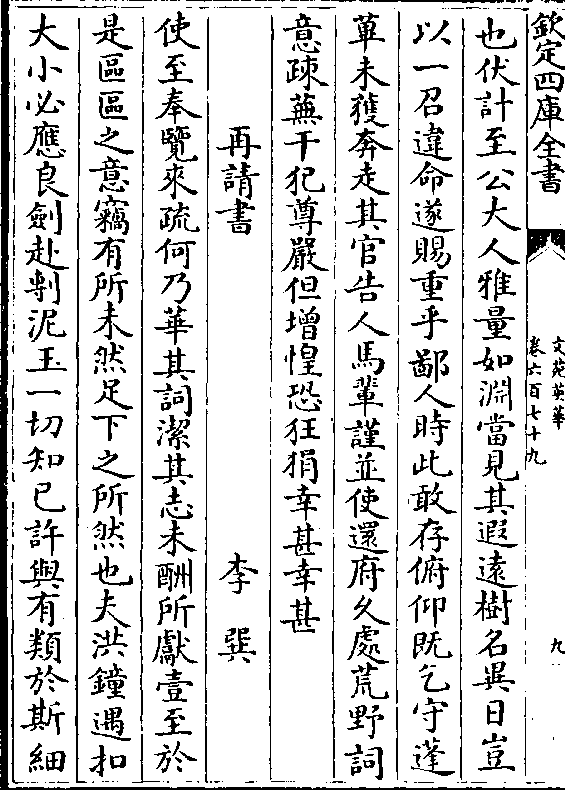 欽定四庫全書
文苑英華
卷六百七十九
九
也伏計至公大人雅量如淵當見其遐遠樹名異日豈
以一召違命遂賜重乎鄙人時此敢存俯仰既乞守蓬
蓽未獲奔走其官告人馬輩謹並使還府久處荒野詞
意疎蕪干犯尊嚴但增惶恐狂狷幸甚幸甚
再請書 李巽
使至奉覽來疏何乃華其詞潔其志未酬所獻壹至於
是區區之意竊有所未然足下之所然也夫洪鐘遇扣
大小必應良劍赴剸泥玉一切知已許與有類於斯細